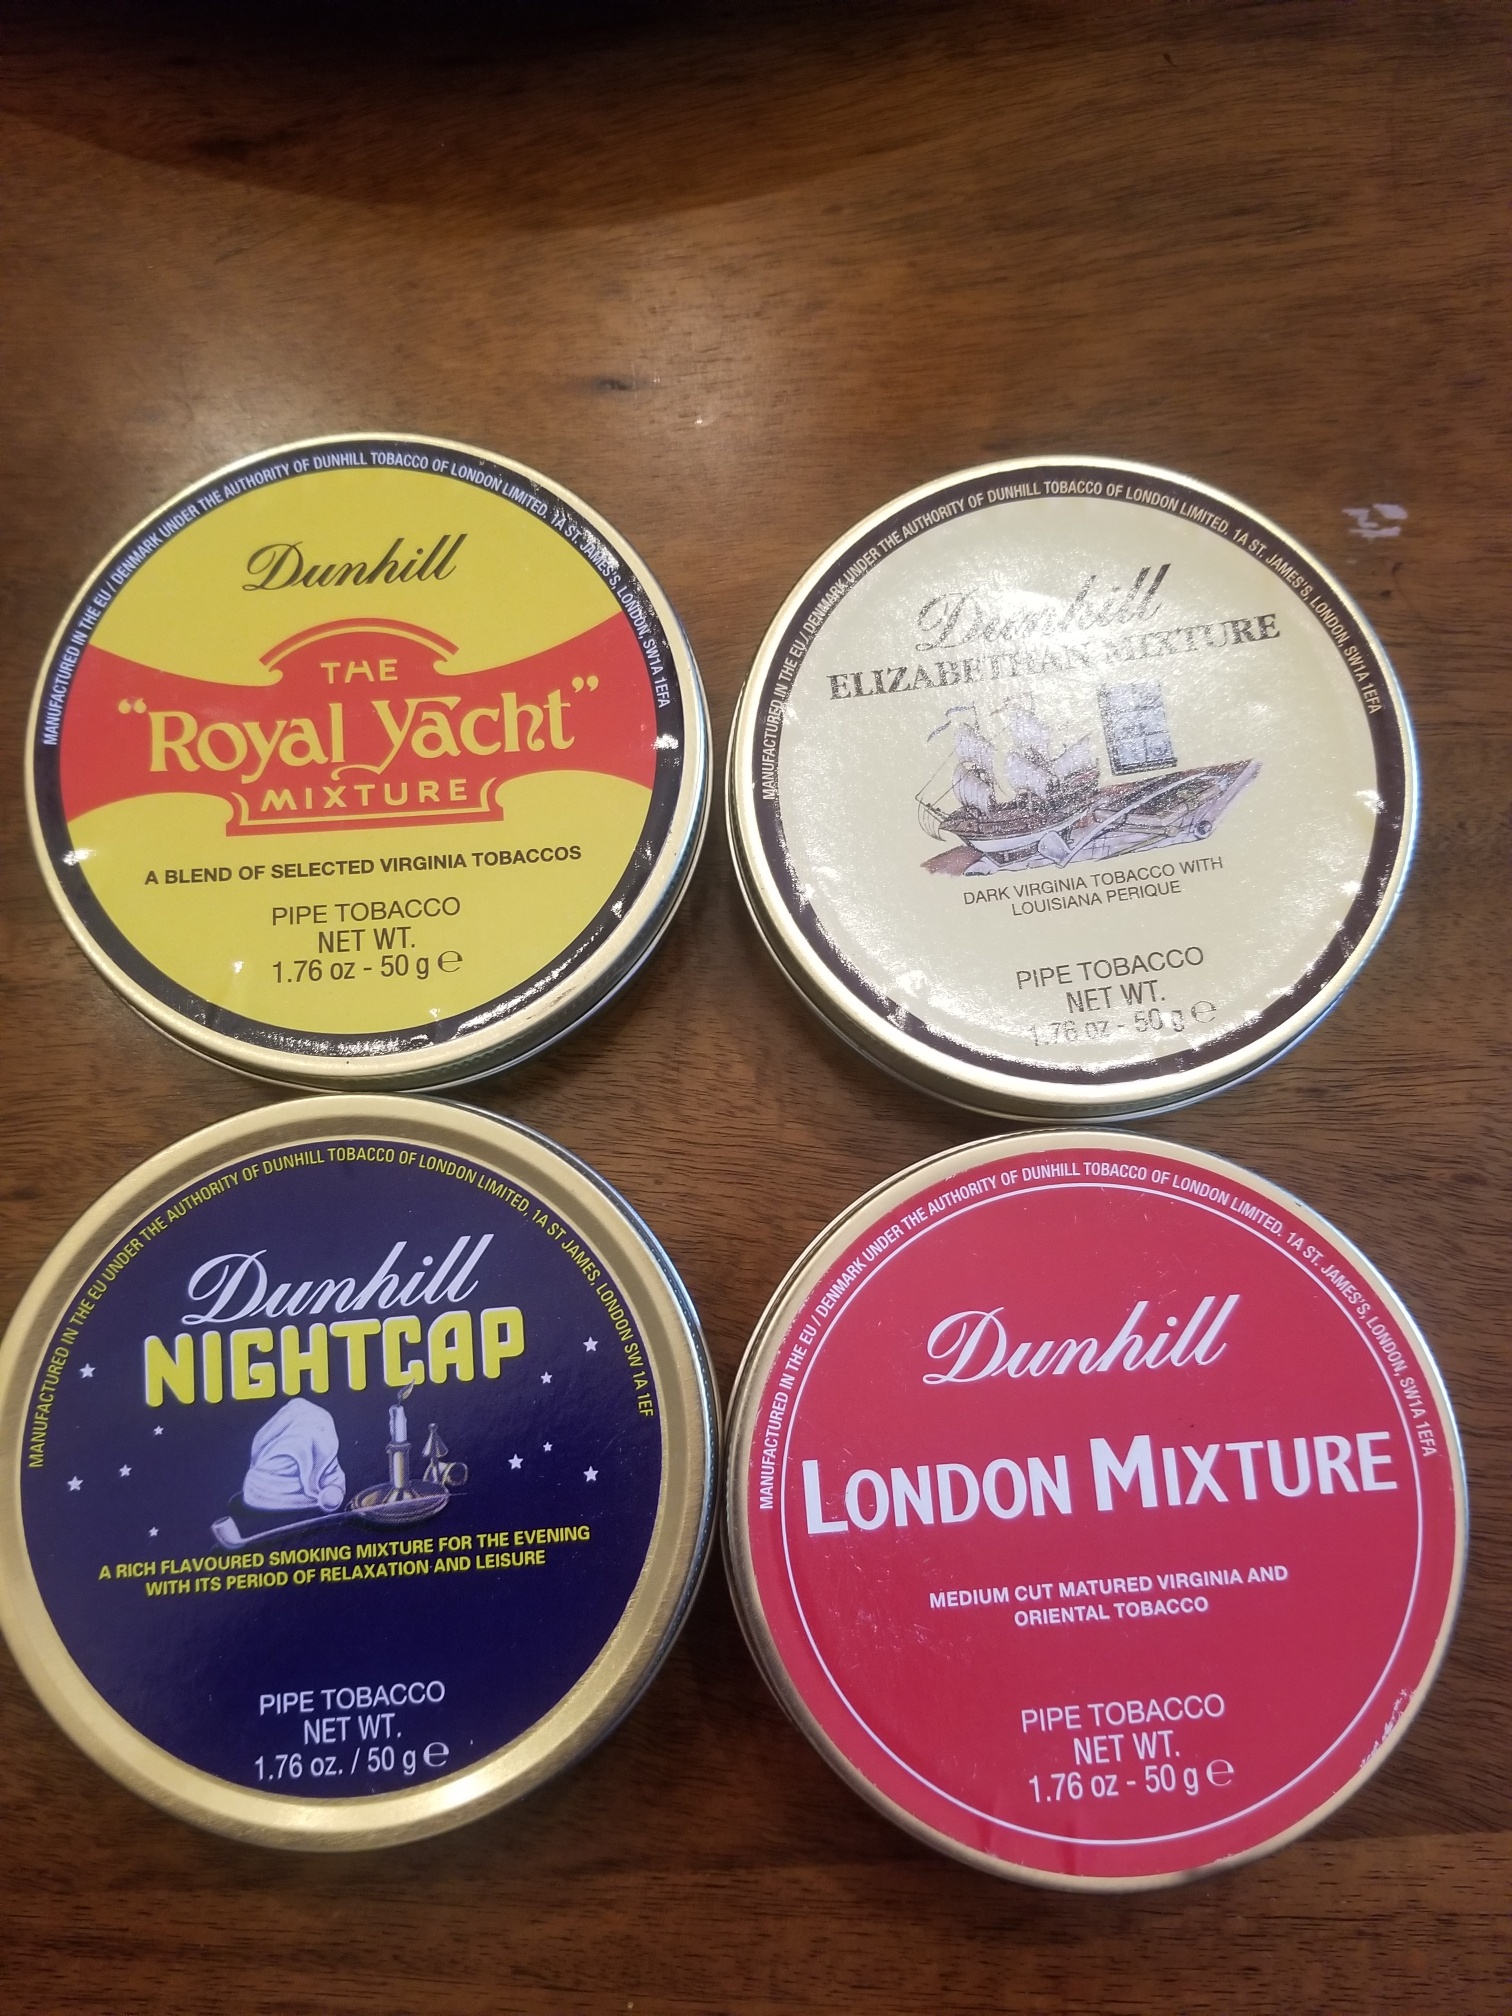 MANUFACTURED IN THE EU / DENMARK UNDER THE AUTHORITY OF DUNHILL TOBACCO OF LONDON LIMITED, 1A ST. JAMES'S, LONDON, SW1A 1EFA
Dunhill
THE
"Royal Yacht"
MIXTURE
A BLEND OF SELECTED VIRGINIA TOBACCOS
PIPE TOBACCO
NET WT.
1.76 oz - 50 g ℮
MANUFACTURED IN THE EU / DENMARK UNDER THE AUTHORITY OF DUNHILL TOBACCO OF LONDON LIMITED, 1A ST. JAMES'S, LONDON, SW1A 1EFA
Dunhill
ELIZABETHAN MIXTURE
DARK VIRGINIA TOBACCO WITH
LOUISIANA PERIQUE
PIPE TOBACCO
NET WT.
1.76 oz - 50 g ℮
MANUFACTURED IN THE EU UNDER THE AUTHORITY OF DUNHILL TOBACCO OF LONDON LIMITED, 1A ST JAMES, LONDON SW 1A 1EF
Dunhill
NIGHTCAP
A RICH FLAVOURED SMOKING MIXTURE FOR THE EVENING
WITH ITS PERIOD OF RELAXATION AND LEISURE
PIPE TOBACCO
NET WT.
1.76 oz. / 50 g ℮
MANUFACTURED IN THE EU / DENMARK UNDER THE AUTHORITY OF DUNHILL TOBACCO OF LONDON LIMITED, 1A ST. JAMES'S, LONDON, SW1A 1EFA
Dunhill
LONDON MIXTURE
MEDIUM CUT MATURED VIRGINIA AND
ORIENTAL TOBACCO
PIPE TOBACCO
NET WT.
1.76 oz - 50 g ℮